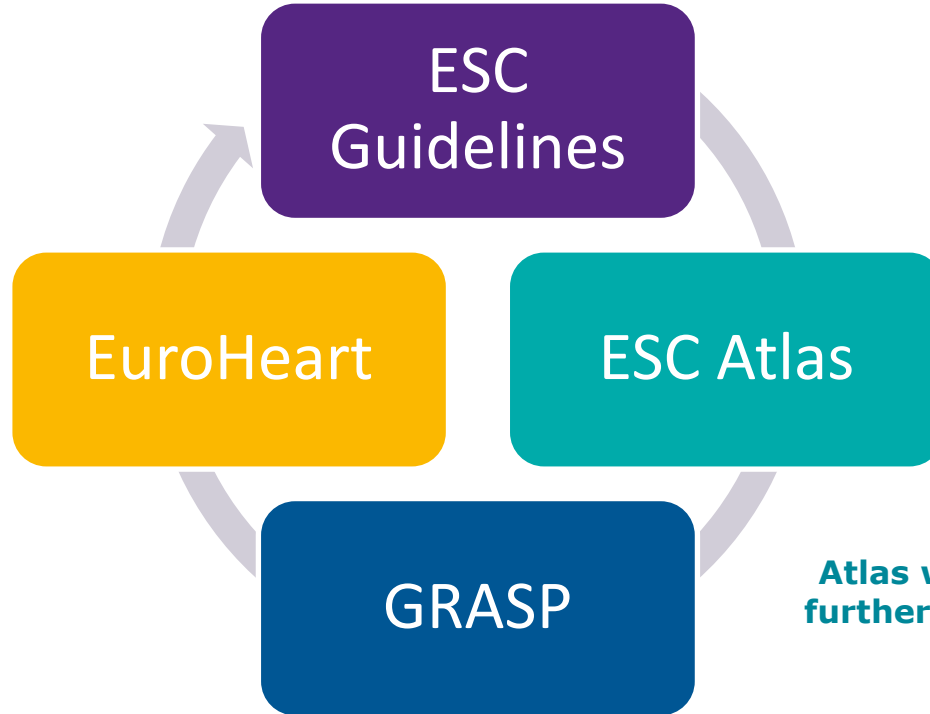 ESC
Guidelines
EuroHeart
ESC Atlas
GRASP
Atlas
further